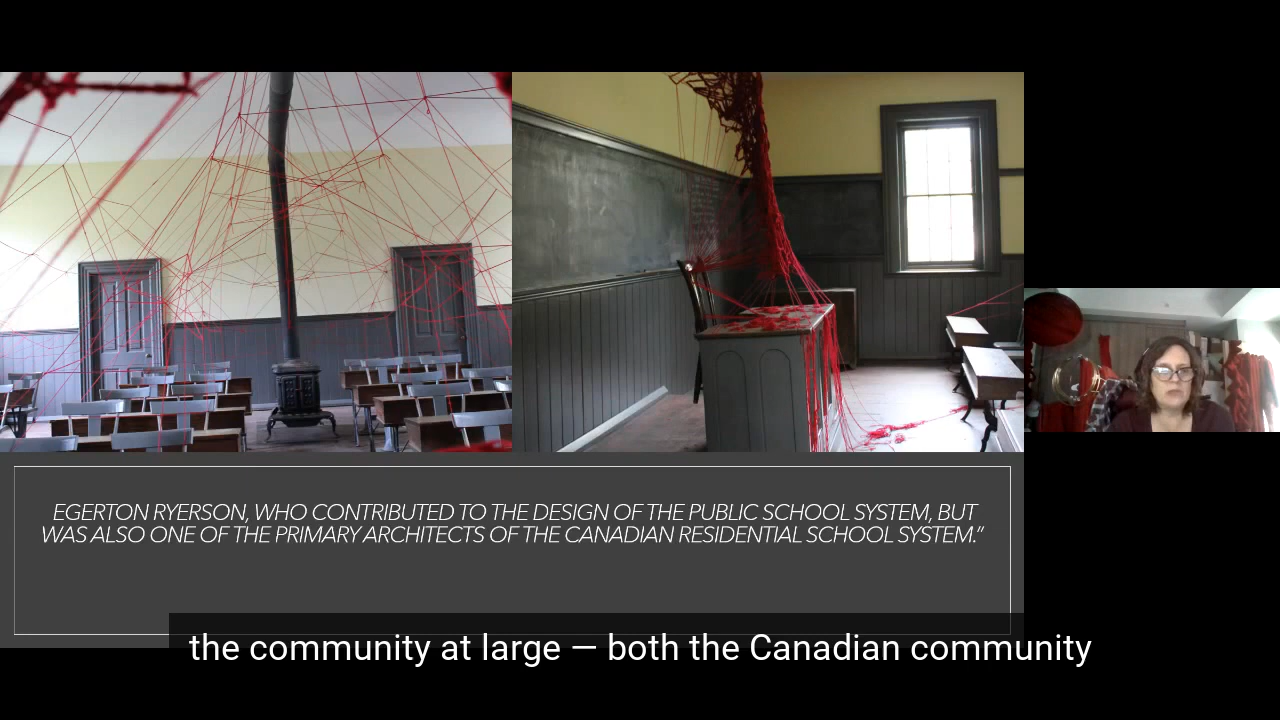 EGERTON RYERSON, WHO CONTRIBUTED TO THE DESIGN OF THE PUBLIC SCHOOL SYSTEM, BUT
WAS ALSO ONE OF THE PRIMARY ARCHITECTS OF THE CANADIAN RESIDENTIAL SCHOOL SYSTEM.”
the community at large — both the Canadian community